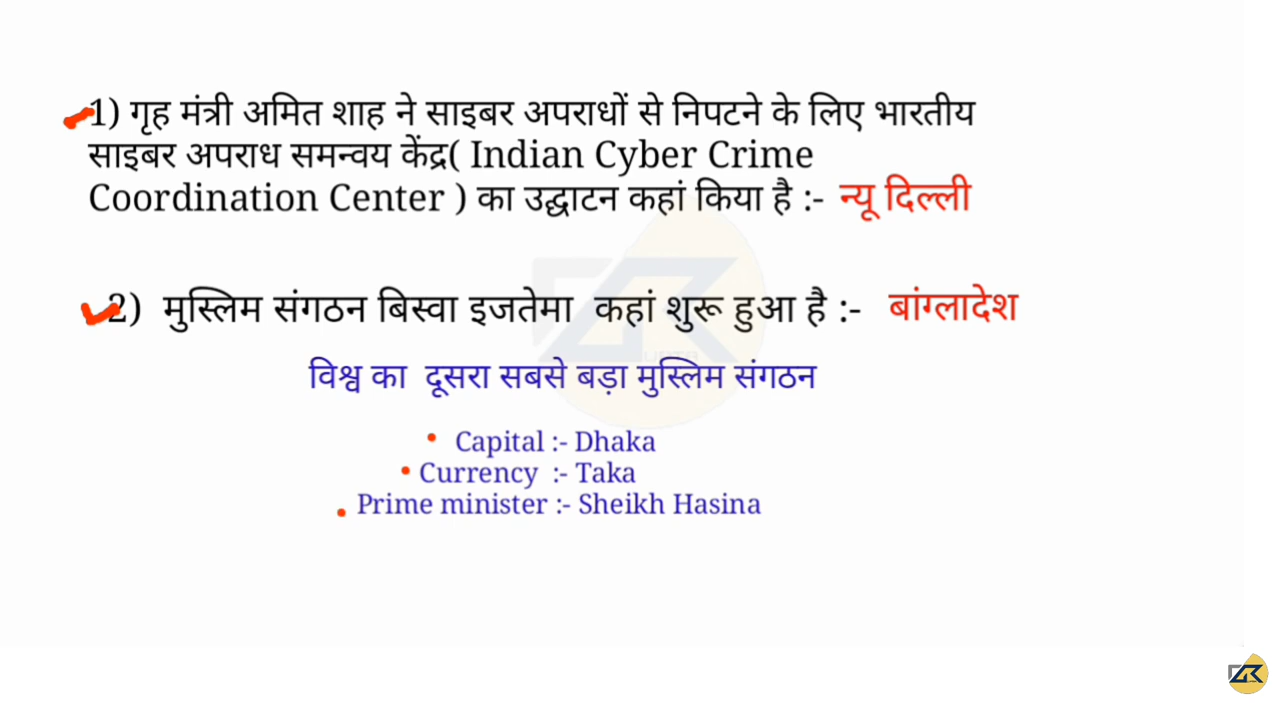 1) गृह मंत्री अमित शाह ने साइबर अपराधों से निपटने के लिए भारतीय
साइबर अपराध समन्वय केंद्र( Indian Cyber Crime
Coordination Center ) का उद्घाटन कहां किया है :- न्यू दिल्ली
2) मुस्लिम संगठन बिस्वा इजतेमा कहां शुरू हुआ है :- बांग्लादेश
विश्व का दूसरा सबसे बड़ा मुस्लिम संगठन
• Capital :- Dhaka
• Currency :- Taka
• Prime minister :- Sheikh Hasina